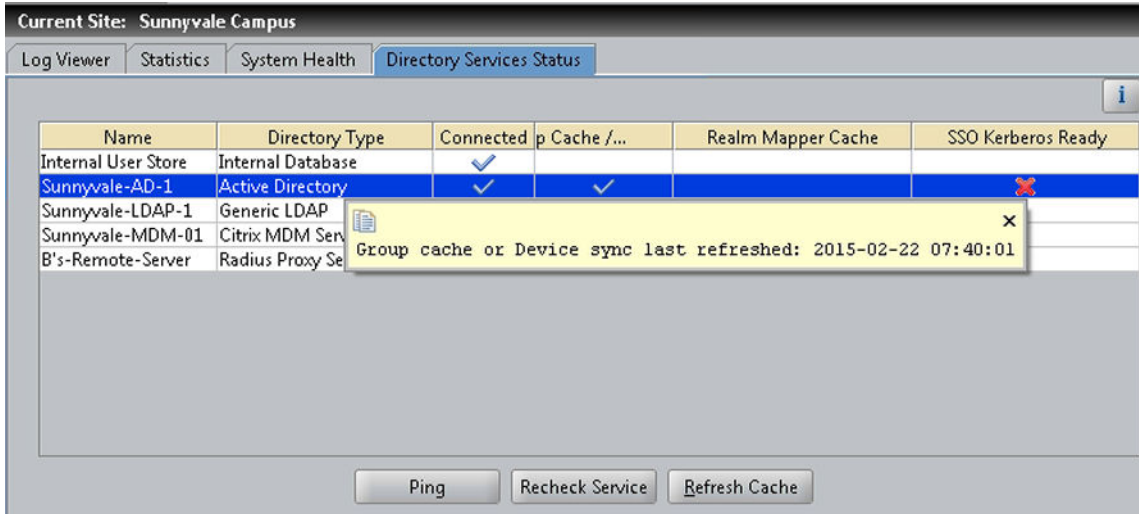 Current Site: Sunnyvale Campus
Log Viewer Statistics System Health Directory Services Status
i
Name Directory Type Connected p Cache /... Realm Mapper Cache SSO Kerberos Ready
Internal User Store Internal Database
Sunnyvale-AD-1 Active Directory
Sunnyvale-LDAP-1 Generic LDAP
Sunnyvale-MDM-01 Citrix MDM Serv
B's-Remote-Server Radius Proxy Se
x
Group cache or Device sync last refreshed: 2015-02-22 07:40:01
Ping Recheck Service Refresh Cache